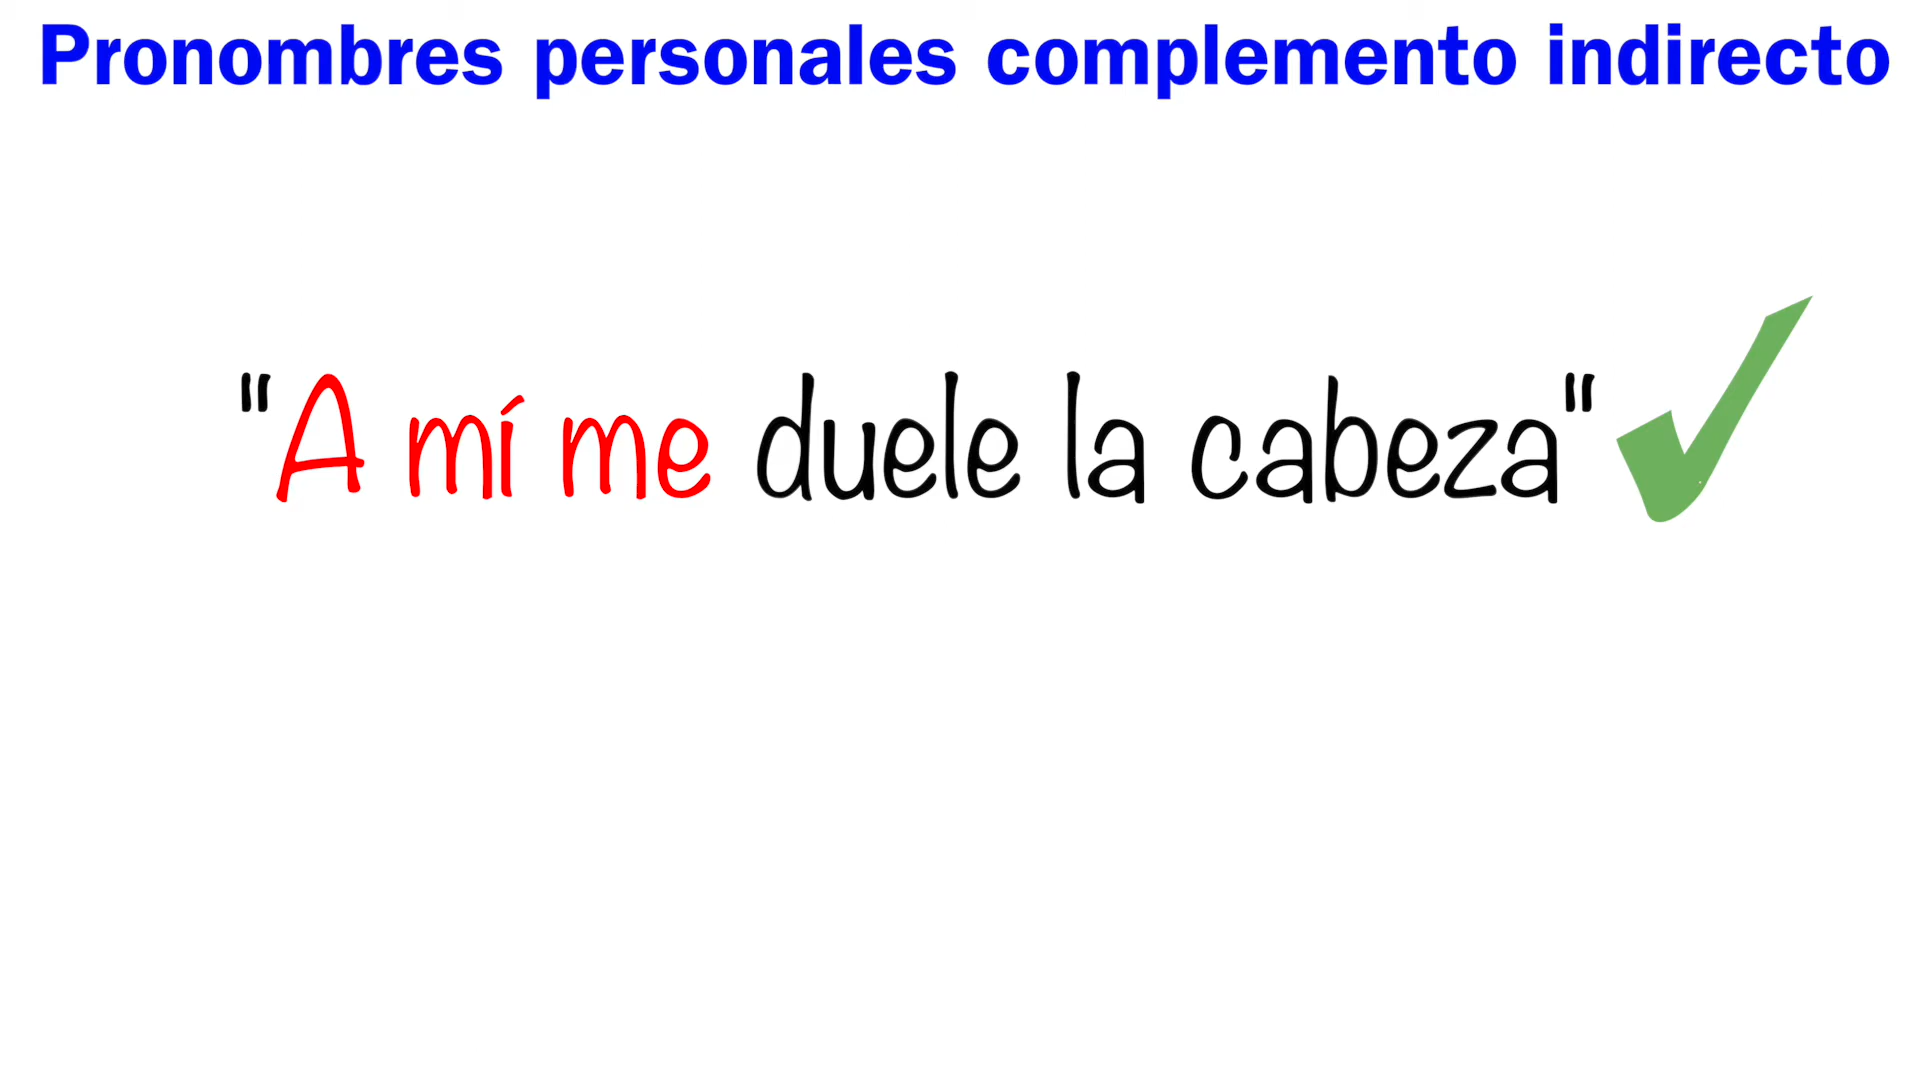 Pronombres personales complemento indirecto
"A mí me duele la cabeza"